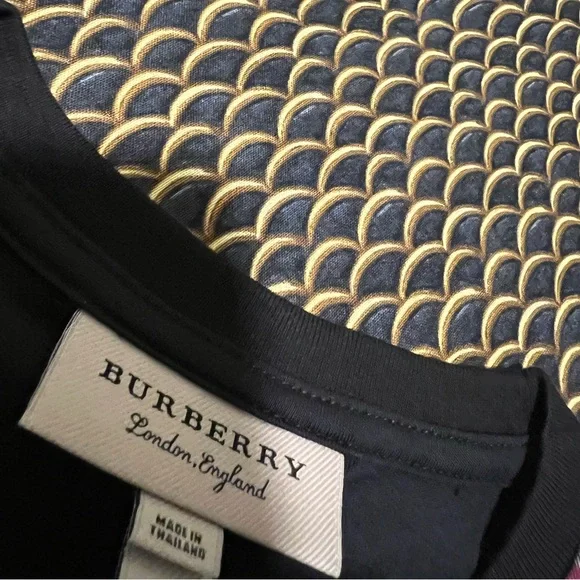 BURBERRY
London, England
MADE IN
THAILAND